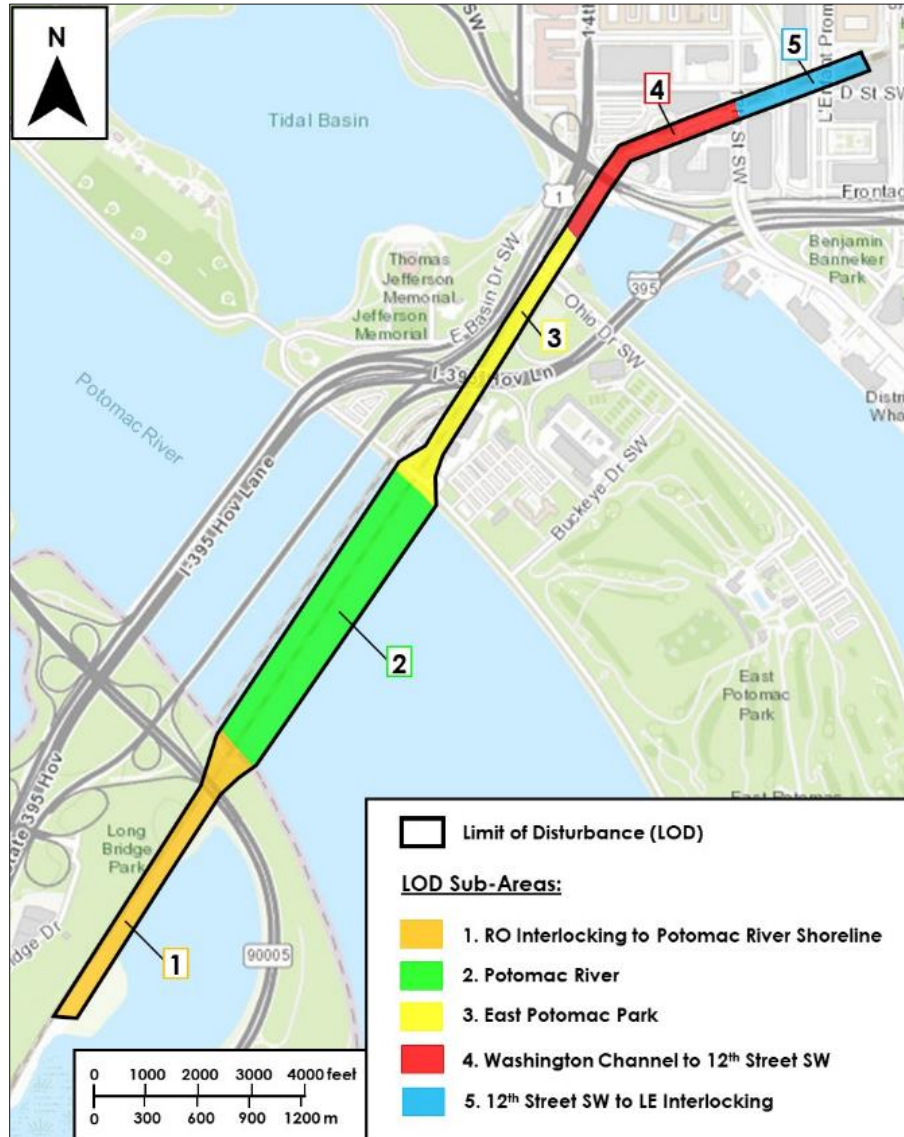 N
14th
5
D St SW
L'Enfant Prom
4
St SW
Tidal Basin
1
Frontag
Benjamin
Banneker
Park
Thomas
Jefferson
Memorial
Jefferson
Memorial
E Basin Dr SW
395
Ohio Dr SW
3
I-395 Hov Ln
Distri
Wha
Potomac River
I-395 Hov Lane
Buckeye Dr SW
2
East
Potomac
Park
East Potomac
State 395 Hov
Long
Bridge
Park
idge Dr
1
90005
Limit of Disturbance (LOD)
LOD Sub-Areas:
1. RO Interlocking to Potomac River Shoreline
2. Potomac River
3. East Potomac Park
4. Washington Channel to 12th Street SW
5. 12th Street SW to LE Interlocking
0 1000 2000 3000 4000 feet
0 300 600 900 1200 m